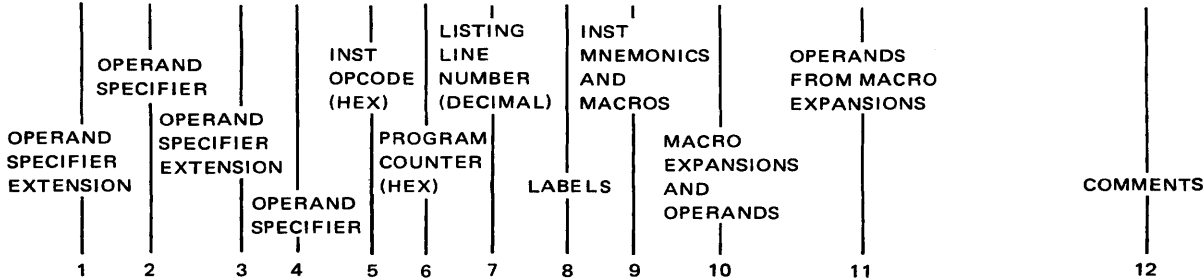 OPERAND
SPECIFIER
EXTENSION
OPERAND
SPECIFIER
OPERAND
SPECIFIER
EXTENSION
OPERAND
SPECIFIER
INST
OPCODE
(HEX)
PROGRAM
COUNTER
(HEX)
LISTING
LINE
NUMBER
(DECIMAL)
LABELS
INST
MNEMONICS
AND
MACROS
MACRO
EXPANSIONS
AND
OPERANDS
OPERANDS
FROM MACRO
EXPANSIONS
COMMENTS
1 2 3 4 5 6 7 8 9 10 11 12